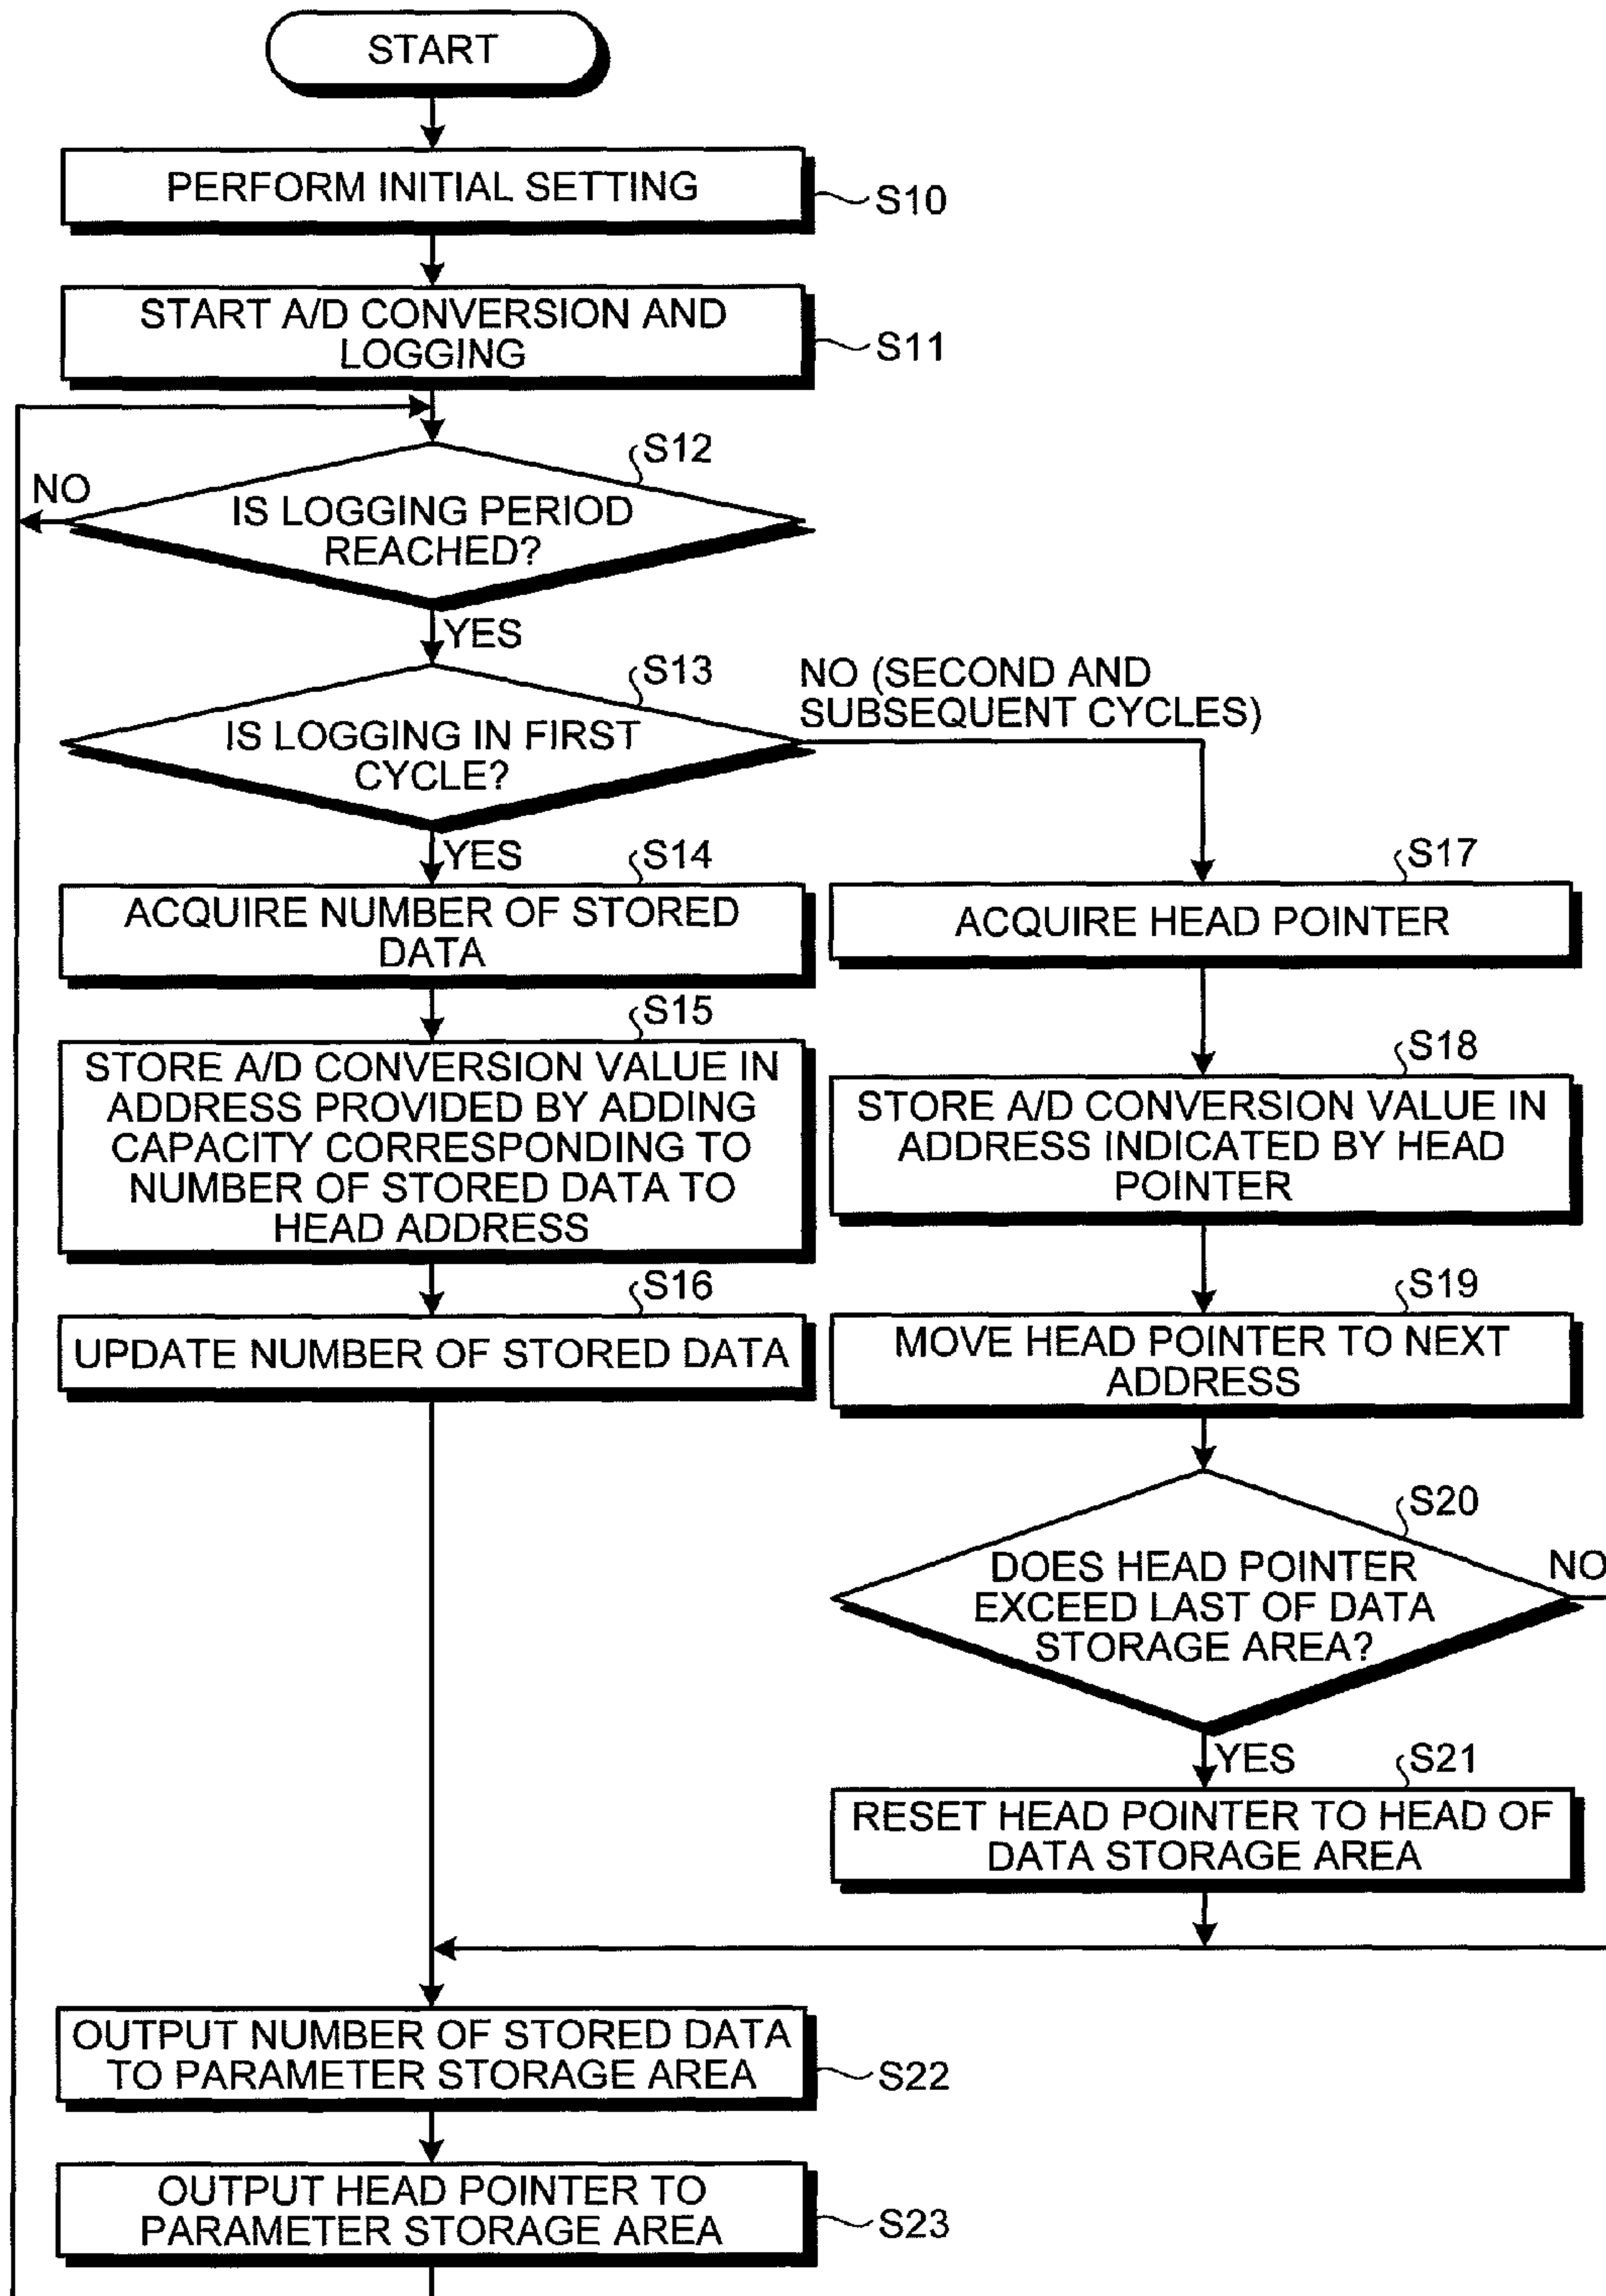 START
PERFORM INITIAL SETTING
S10
START A/D CONVERSION AND
LOGGING
S11
S12
NO
IS LOGGING PERIOD
REACHED?
YES
S13
NO (SECOND AND
SUBSEQUENT CYCLES)
IS LOGGING IN FIRST
CYCLE?
YES
S14
ACQUIRE NUMBER OF STORED
DATA
S15
STORE A/D CONVERSION VALUE IN
ADDRESS PROVIDED BY ADDING
CAPACITY CORRESPONDING TO
NUMBER OF STORED DATA TO
HEAD ADDRESS
S16
UPDATE NUMBER OF STORED DATA
S17
ACQUIRE HEAD POINTER
S18
STORE A/D CONVERSION VALUE IN
ADDRESS INDICATED BY HEAD
POINTER
S19
MOVE HEAD POINTER TO NEXT
ADDRESS
S20
DOES HEAD POINTER
EXCEED LAST OF DATA
STORAGE AREA?
NO
YES
S21
RESET HEAD POINTER TO HEAD OF
DATA STORAGE AREA
OUTPUT NUMBER OF STORED DATA
TO PARAMETER STORAGE AREA
S22
OUTPUT HEAD POINTER TO
PARAMETER STORAGE AREA
S23